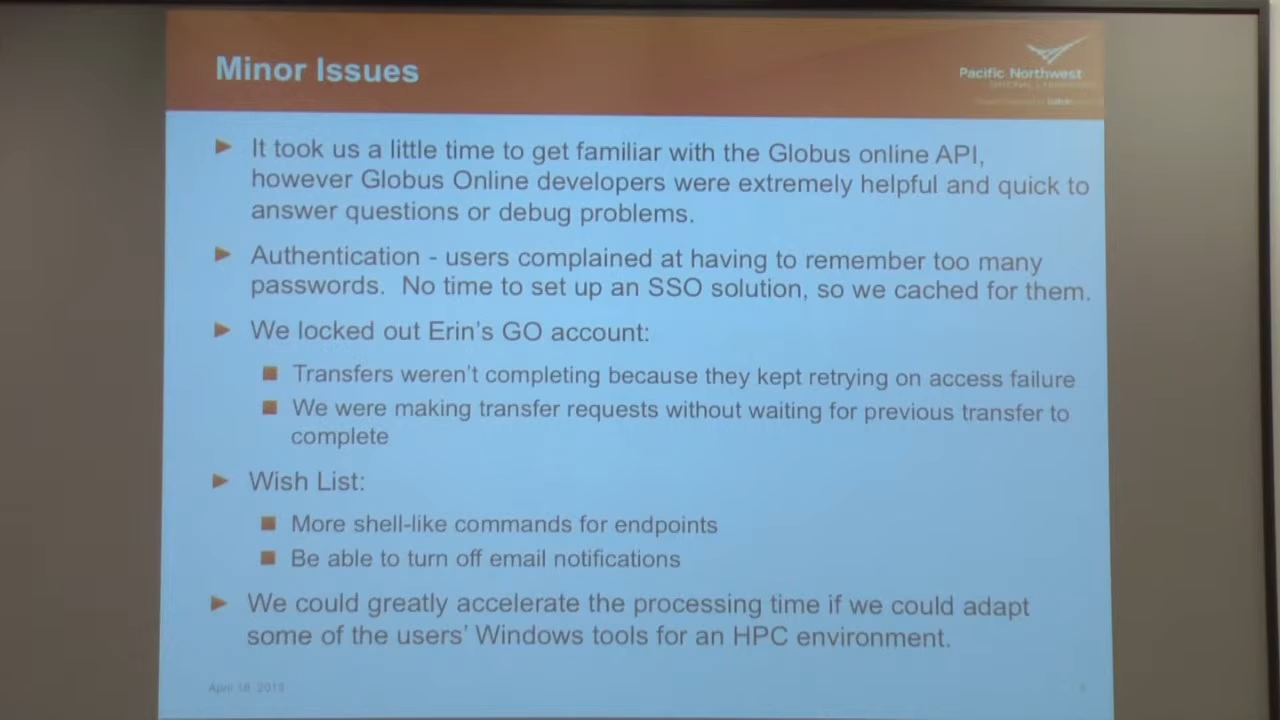 Minor Issues
Pacific Northwest
It took us a little time to get familiar with the Globus online API,
however Globus Online developers were extremely helpful and quick to
answer questions or debug problems.
Authentication - users complained at having to remember too many
passwords. No time to set up an SSO solution, so we cached for them.
We locked out Erin's GO account:
Transfers weren't completing because they kept retrying on access failure
We were making transfer requests without waiting for previous transfer to
complete
Wish List:
More shell-like commands for endpoints
Be able to turn off email notifications
We could greatly accelerate the processing time if we could adapt
some of the users' Windows tools for an HPC environment.